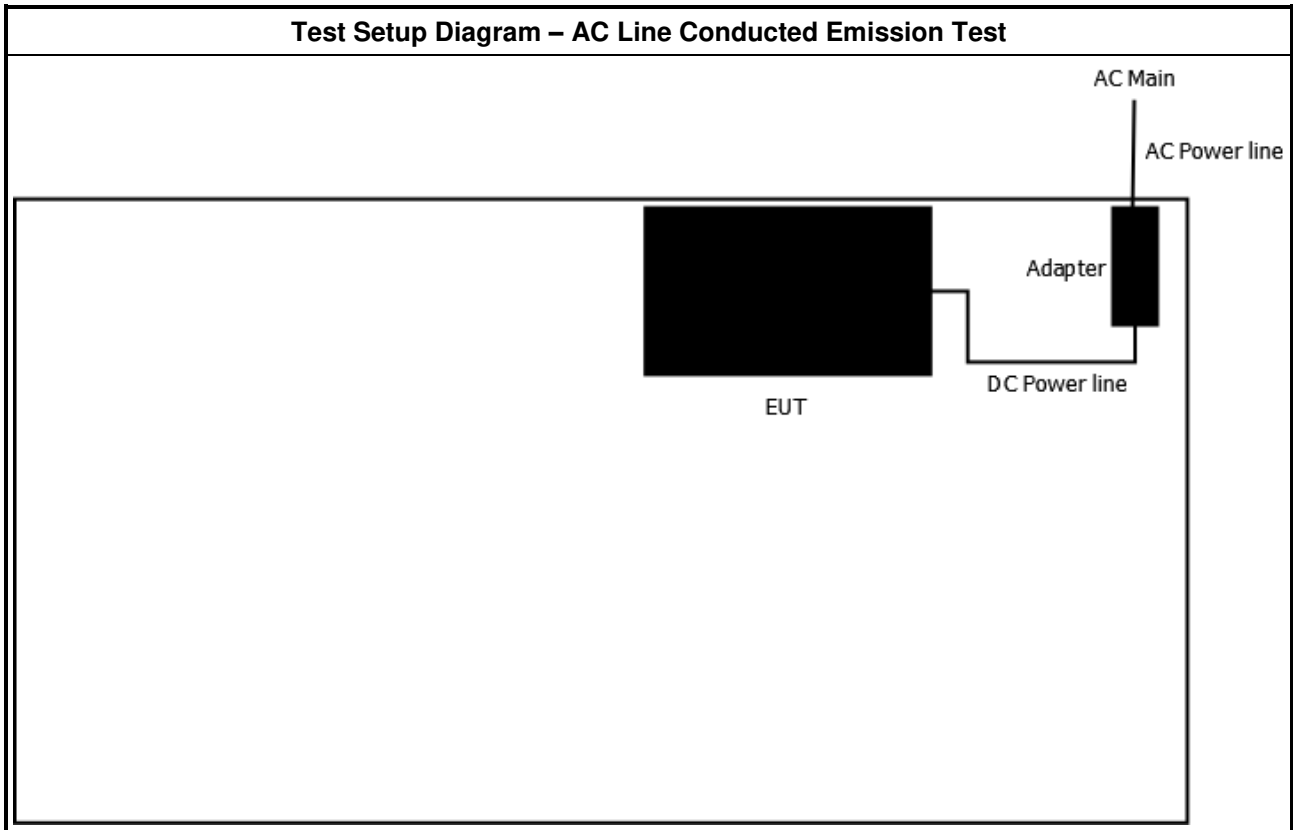 Test Setup Diagram – AC Line Conducted Emission Test
AC Main
AC Power line
Adapter
DC Power line
EUT